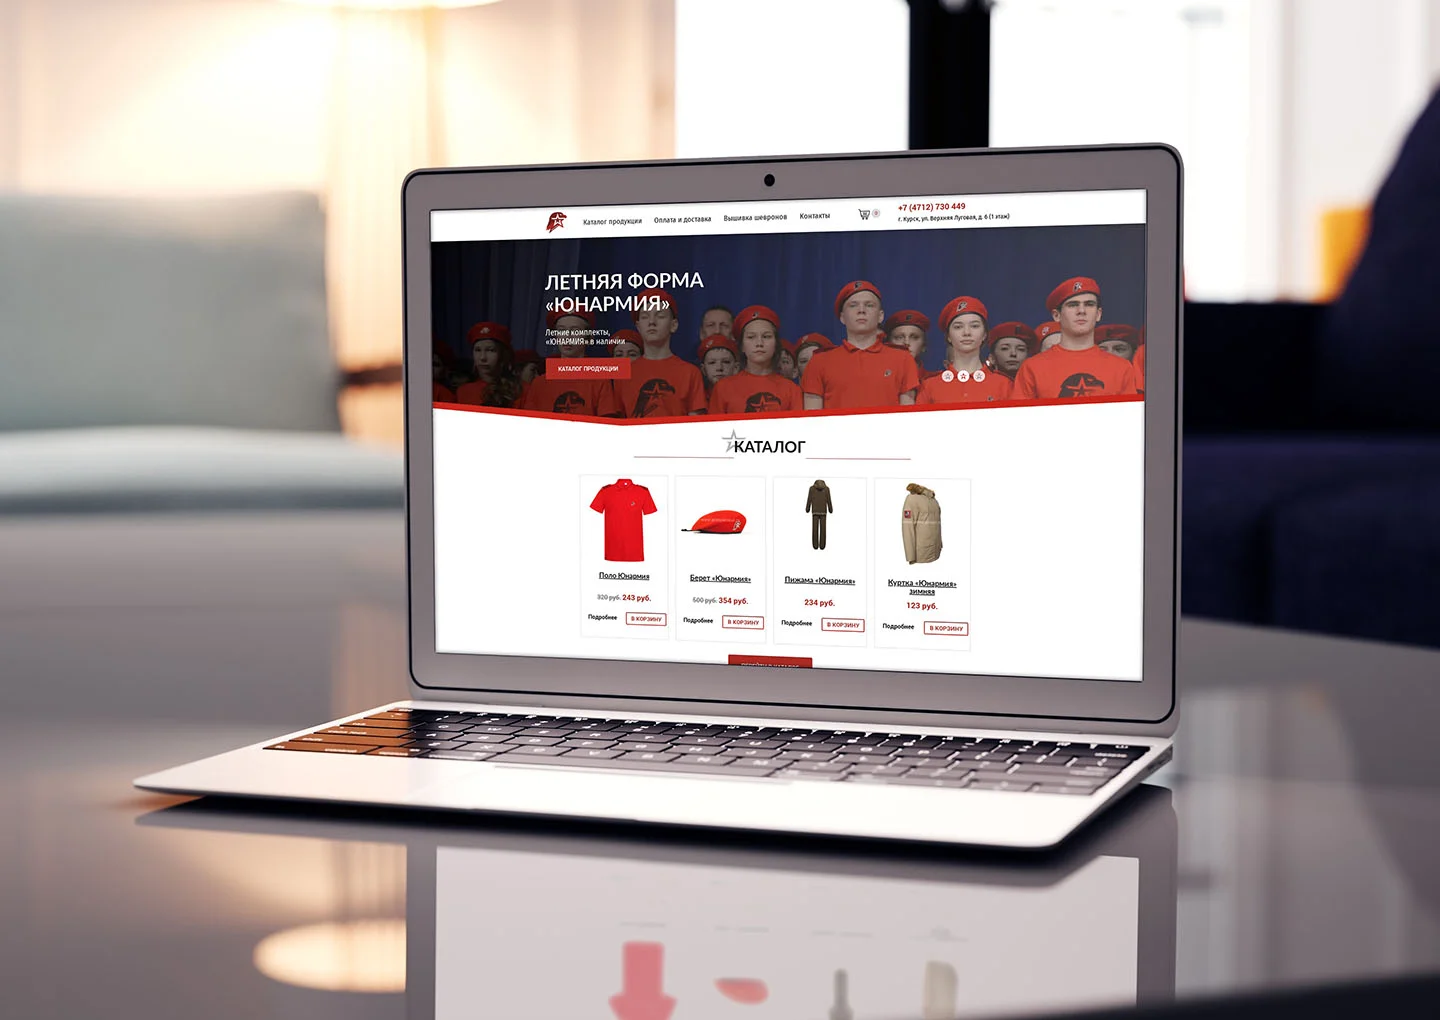 Каталог продукции
Оплата и доставка
Вышивка шевронов
Контакты
0
+7 (4712) 730 449
г. Курск, ул. Верхняя Луговая, д. 6 (1 этаж)
ЛЕТНЯЯ ФОРМА
«ЮНАРМИЯ»
Летние комплекты,
«ЮНАРМИЯ» в наличии
КАТАЛОГ ПРОДУКЦИИ
КАТАЛОГ
Поло Юнармия
320 руб. 243 руб.
Подробнее
В КОРЗИНУ
Берет «Юнармия»
500 руб. 354 руб.
Подробнее
В КОРЗИНУ
Пижама «Юнармия»
234 руб.
Подробнее
В КОРЗИНУ
Куртка «Юнармия»
зимняя
123 руб.
Подробнее
В КОРЗИНУ